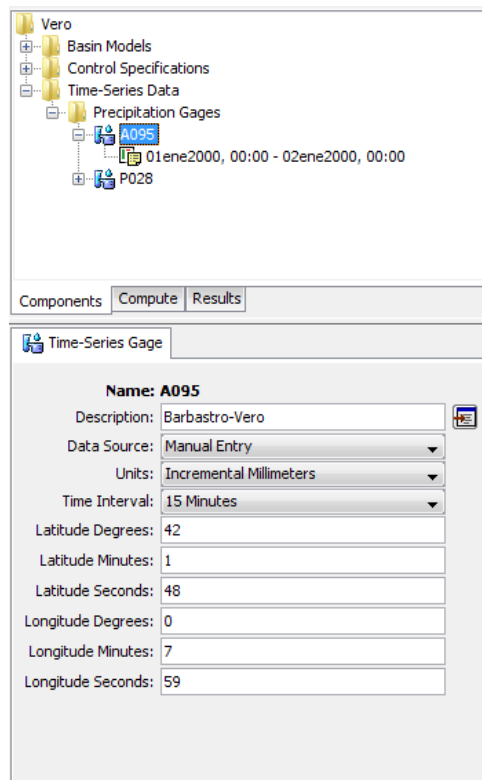 Vero
Basin Models
Control Specifications
Time-Series Data
Precipitation Gages
A095
01ene2000, 00:00 - 02ene2000, 00:00
P028
Components Compute Results
Time-Series Gage
Name: A095
Description: Barbastro-Vero
Data Source: Manual Entry
Units: Incremental Millimeters
Time Interval: 15 Minutes
Latitude Degrees: 42
Latitude Minutes: 1
Latitude Seconds: 48
Longitude Degrees: 0
Longitude Minutes: 7
Longitude Seconds: 59